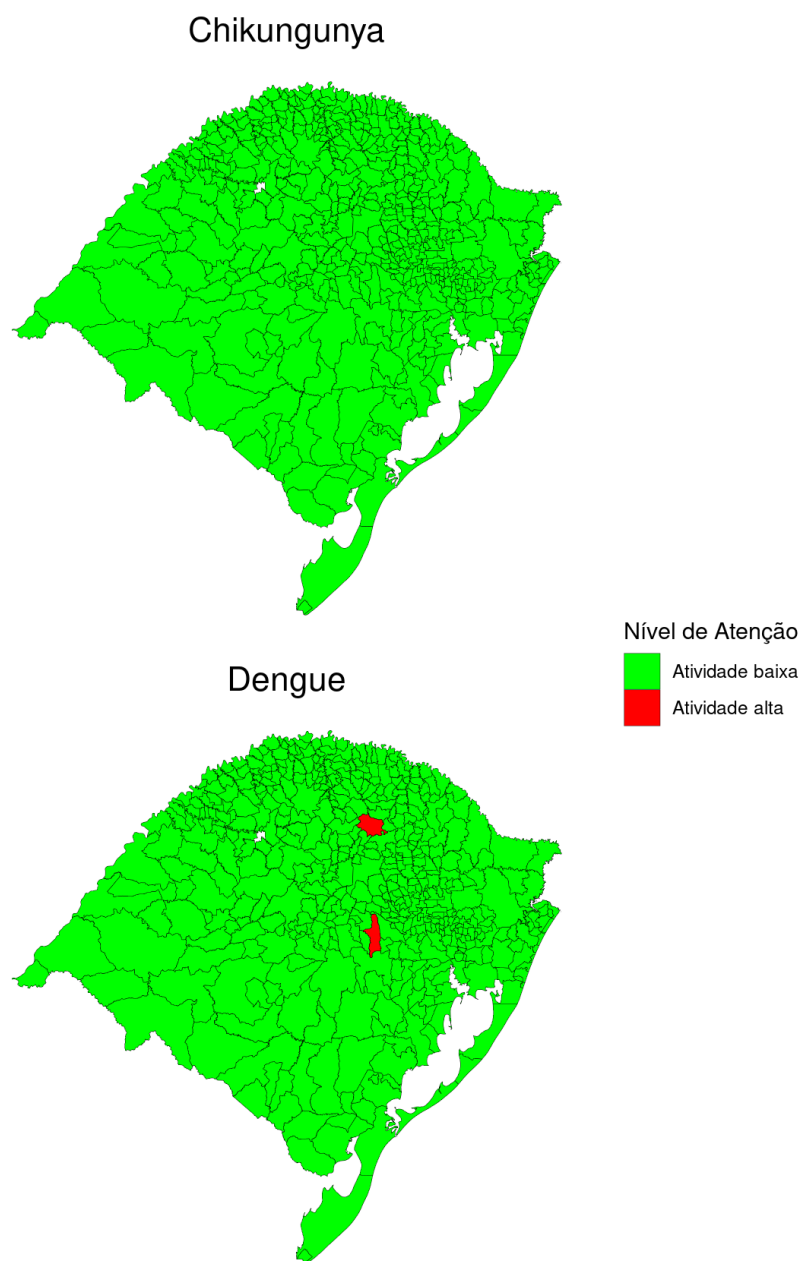 Chikungunya
Nível de Atenção
Atividade baixa
Atividade alta
Dengue